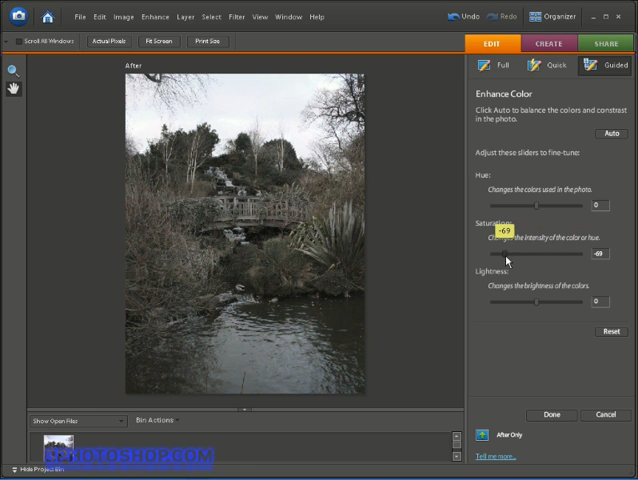 File Edit Image Enhance Layer Select Filter View Window Help Undo Redo Organizer
Scroll All Windows Actual Pixels Fit Screen Print Size EDIT CREATE SHARE
After
Full Quick Guided
Enhance Color
Click Auto to balance the colors and contrast
in the photo.
Auto
Adjust these sliders to fine-tune:
Hue:
Changes the colors used in the photo.
0
Saturation:
-69
Changes the intensity of the color or hue.
-69
Lightness:
Changes the brightness of the colors.
0
Reset
Done Cancel
Show Open Files Bin Actions
After Only
PHOTOSHOP.COM
Tell me more...
Hide Project Bin